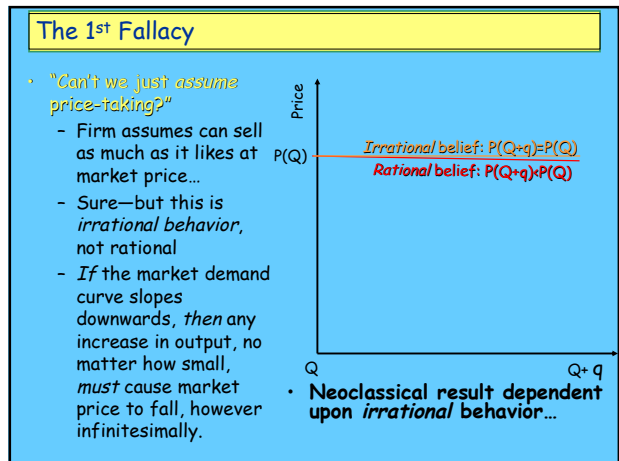 The 1st Fallacy
• "Can't we just assume
price-taking?"
– Firm assumes can sell
as much as it likes at
market price…
– Sure—but this is
irrational behavior,
not rational
– If the market demand
curve slopes
downwards, then any
increase in output, no
matter how small,
must cause market
price to fall, however
infinitesimally.
Price
P(Q)
Irrational belief: P(Q+q)=P(Q)
Rational belief: P(Q+q)<P(Q)
Q
Q+ q
• Neoclassical result dependent
upon irrational behavior…